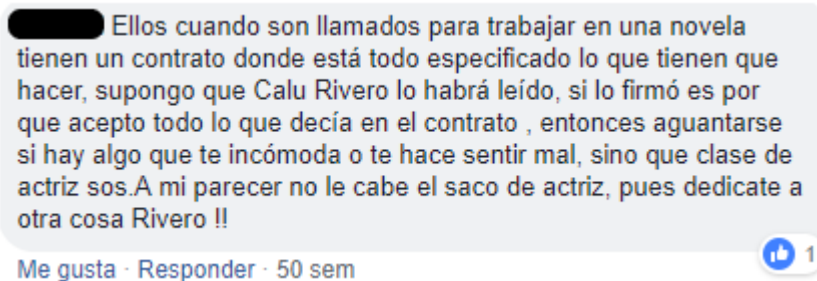 Ellos cuando son llamados para trabajar en una novela
tienen un contrato donde está todo especificado lo que tienen que
hacer, supongo que Calu Rivero lo habrá leído, si lo firmó es por
que acepto todo lo que decía en el contrato , entonces aguantarse
si hay algo que te incómoda o te hace sentir mal, sino que clase de
actriz sos.A mi parecer no le cabe el saco de actriz, pues dedicate a
otra cosa Rivero !!
1
Me gusta · Responder · 50 sem